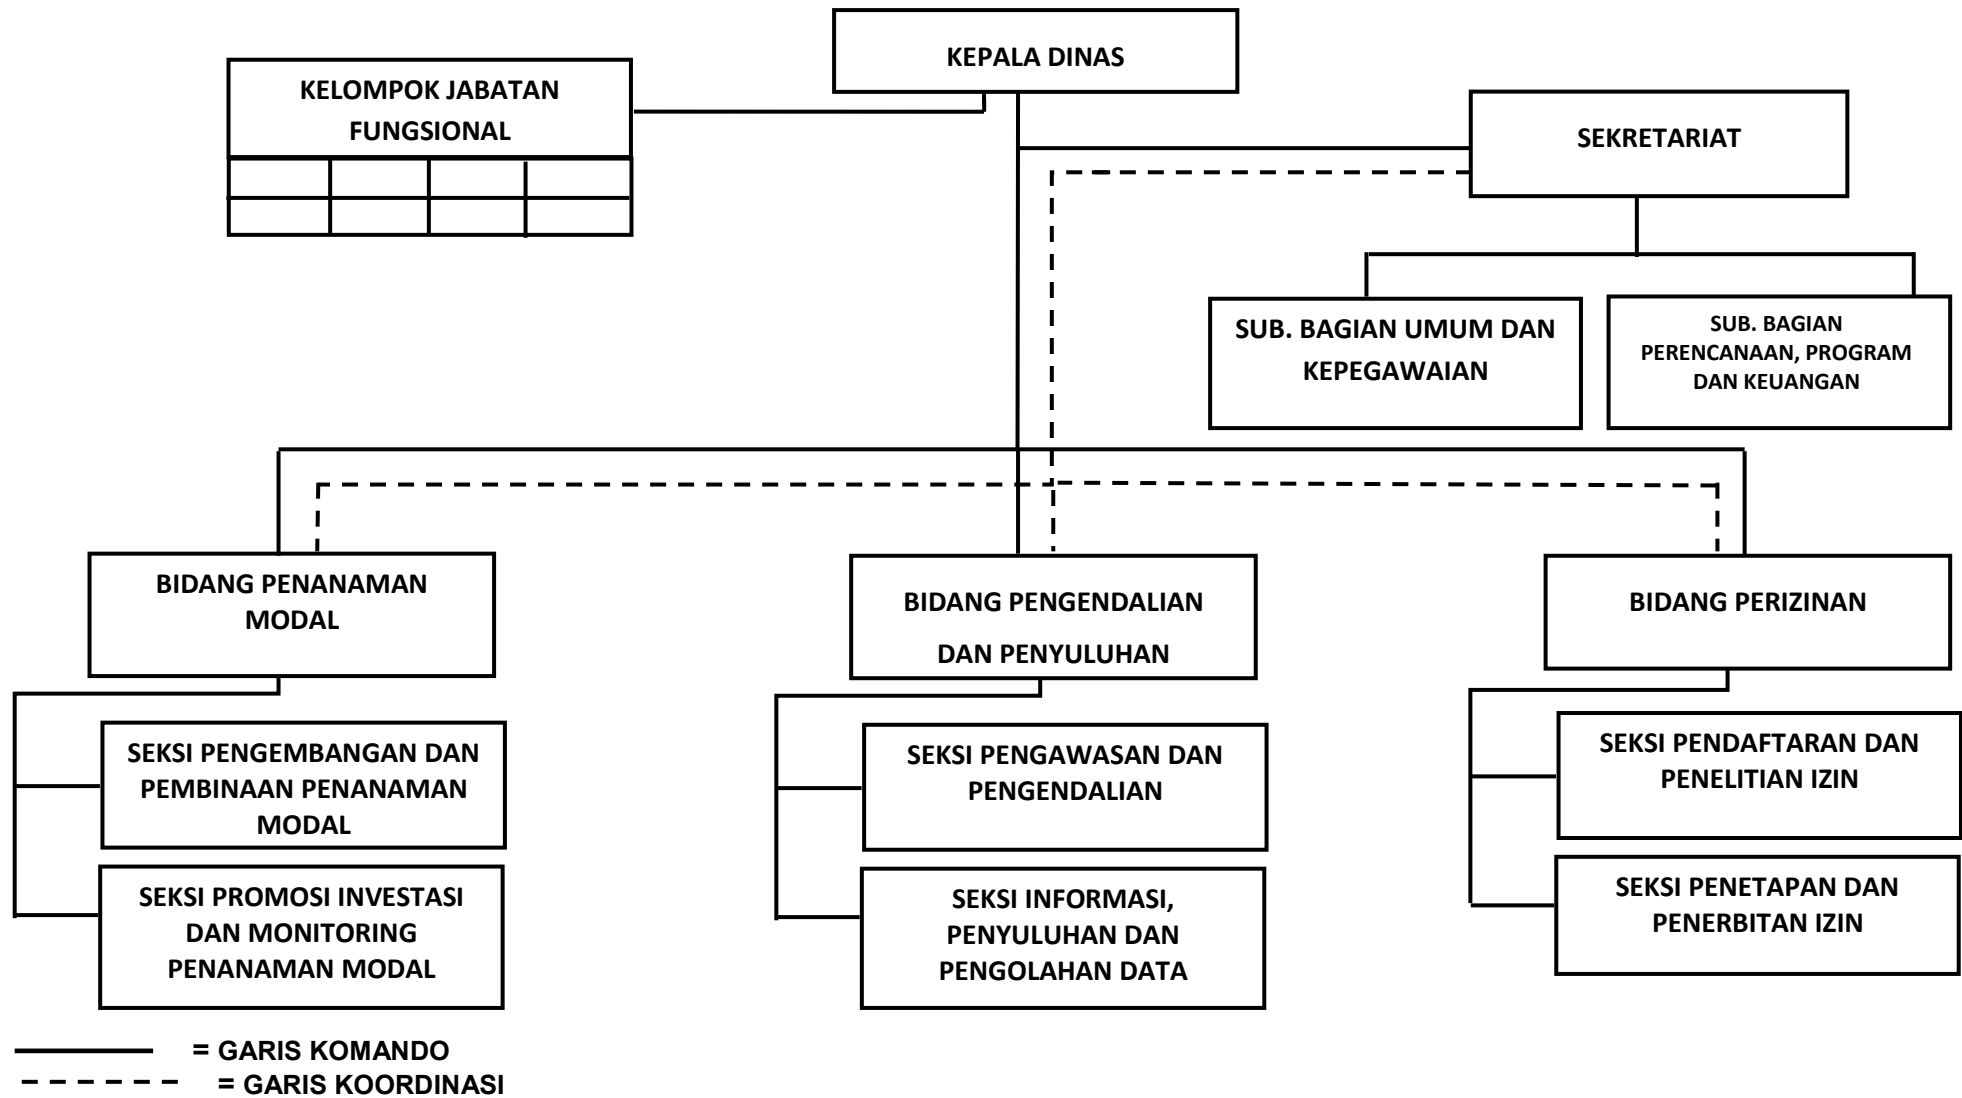 KEPALA DINAS
KELOMPOK JABATAN
FUNGSIONAL
SEKRETARIAT
SUB. BAGIAN UMUM DAN
KEPEGAWAIAN
SUB. BAGIAN
PERENCANAAN, PROGRAM
DAN KEUANGAN
BIDANG PENANAMAN
MODAL
BIDANG PENGENDALIAN
DAN PENYULUHAN
BIDANG PERIZINAN
SEKSI PENGEMBANGAN DAN
PEMBINAAN PENANAMAN
MODAL
SEKSI PENGAWASAN DAN
PENGENDALIAN
SEKSI PENDAFTARAN DAN
PENELITIAN IZIN
SEKSI PROMOSI INVESTASI
DAN MONITORING
PENANAMAN MODAL
SEKSI INFORMASI,
PENYULUHAN DAN
PENGOLAHAN DATA
SEKSI PENETAPAN DAN
PENERBITAN IZIN
= GARIS KOMANDO
= GARIS KOORDINASI